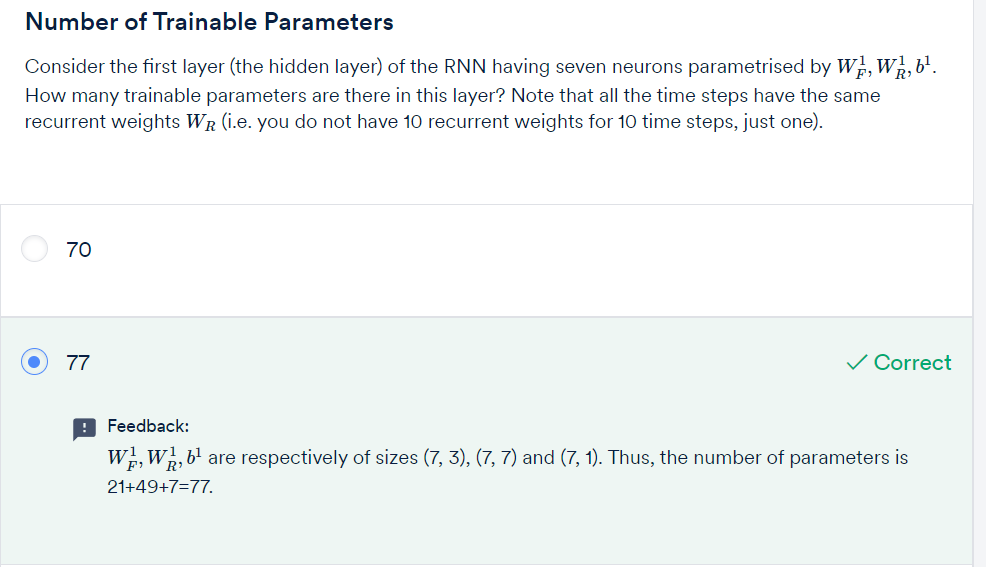 Number of Trainable Parameters
Consider the first layer (the hidden layer) of the RNN having seven neurons parametrised by $W_F^1, W_R^1, b^1$.
How many trainable parameters are there in this layer? Note that all the time steps have the same
recurrent weights $W_R$ (i.e. you do not have 10 recurrent weights for 10 time steps, just one).
70
77
✓ Correct
Feedback:
$W_F^1, W_R^1, b^1$ are respectively of sizes (7, 3), (7, 7) and (7, 1). Thus, the number of parameters is
21+49+7=77.